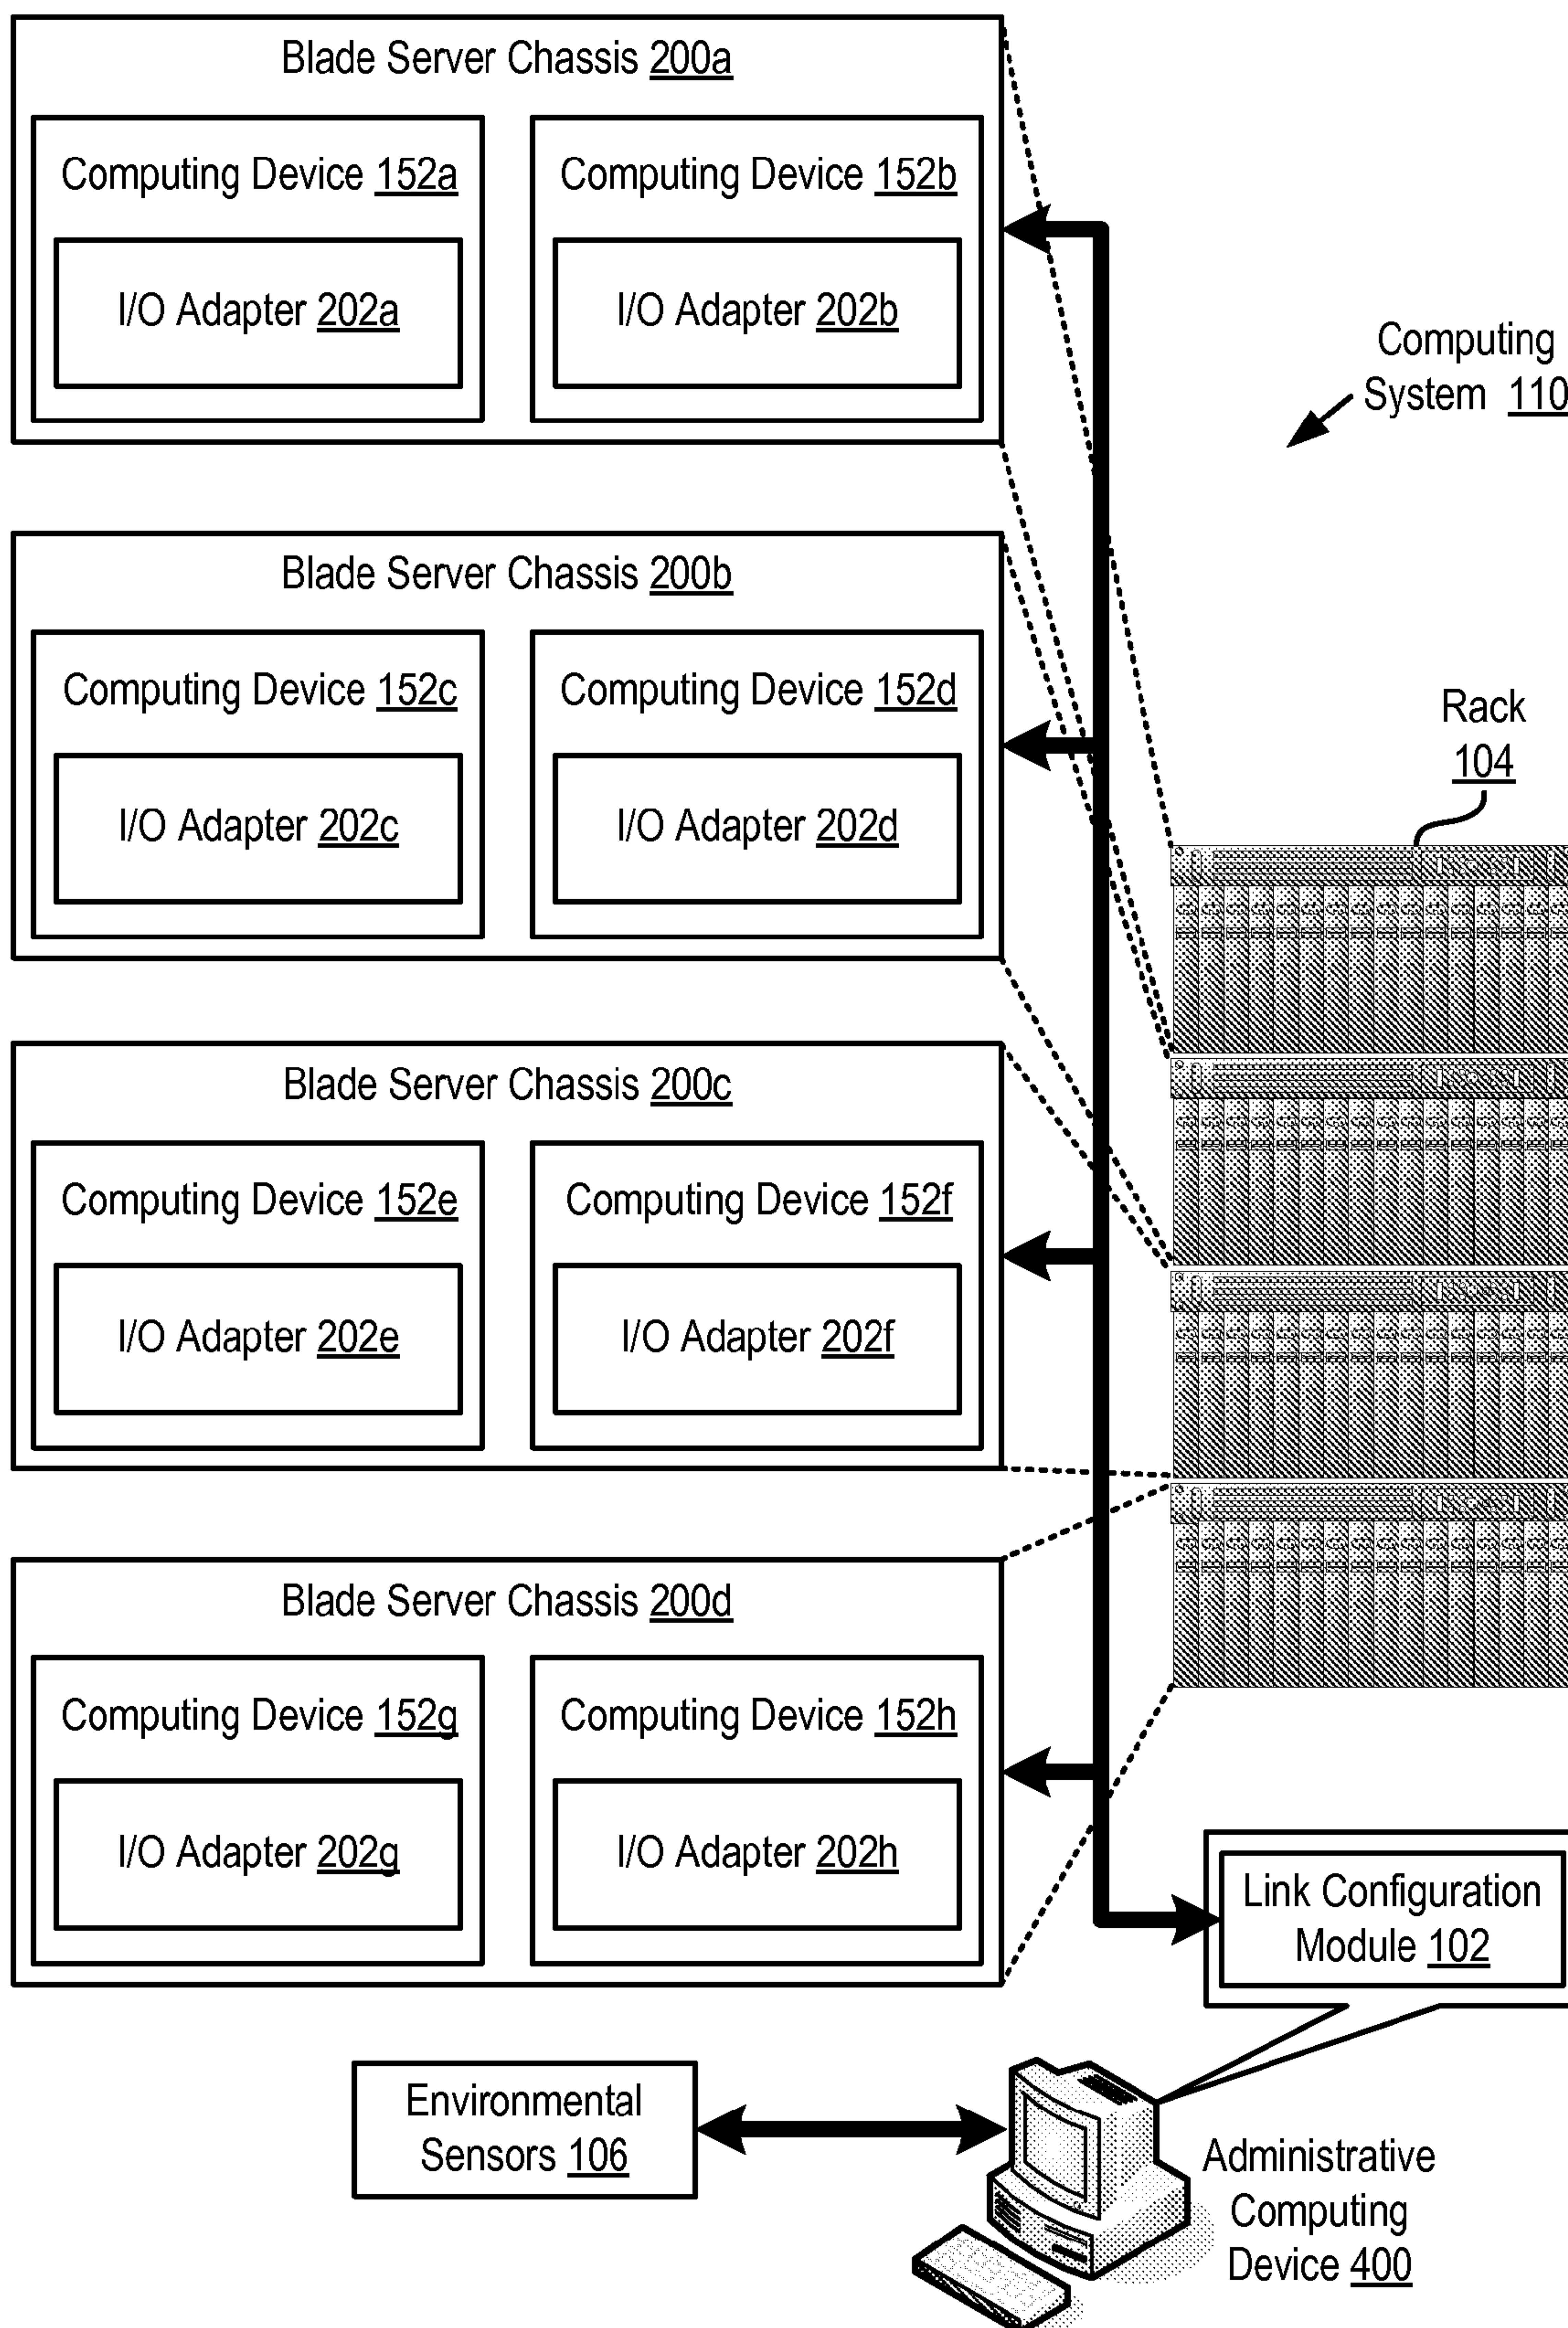 Blade Server Chassis 200a
Computing Device 152a
Computing Device 152b
I/O Adapter 202a
I/O Adapter 202b
Computing
System 110
Blade Server Chassis 200b
Computing Device 152c
Computing Device 152d
I/O Adapter 202c
I/O Adapter 202d
Rack
104
Blade Server Chassis 200c
Computing Device 152e
Computing Device 152f
I/O Adapter 202e
I/O Adapter 202f
Blade Server Chassis 200d
Computing Device 152g
Computing Device 152h
I/O Adapter 202g
I/O Adapter 202h
Link Configuration
Module 102
Environmental
Sensors 106
Administrative
Computing
Device 400